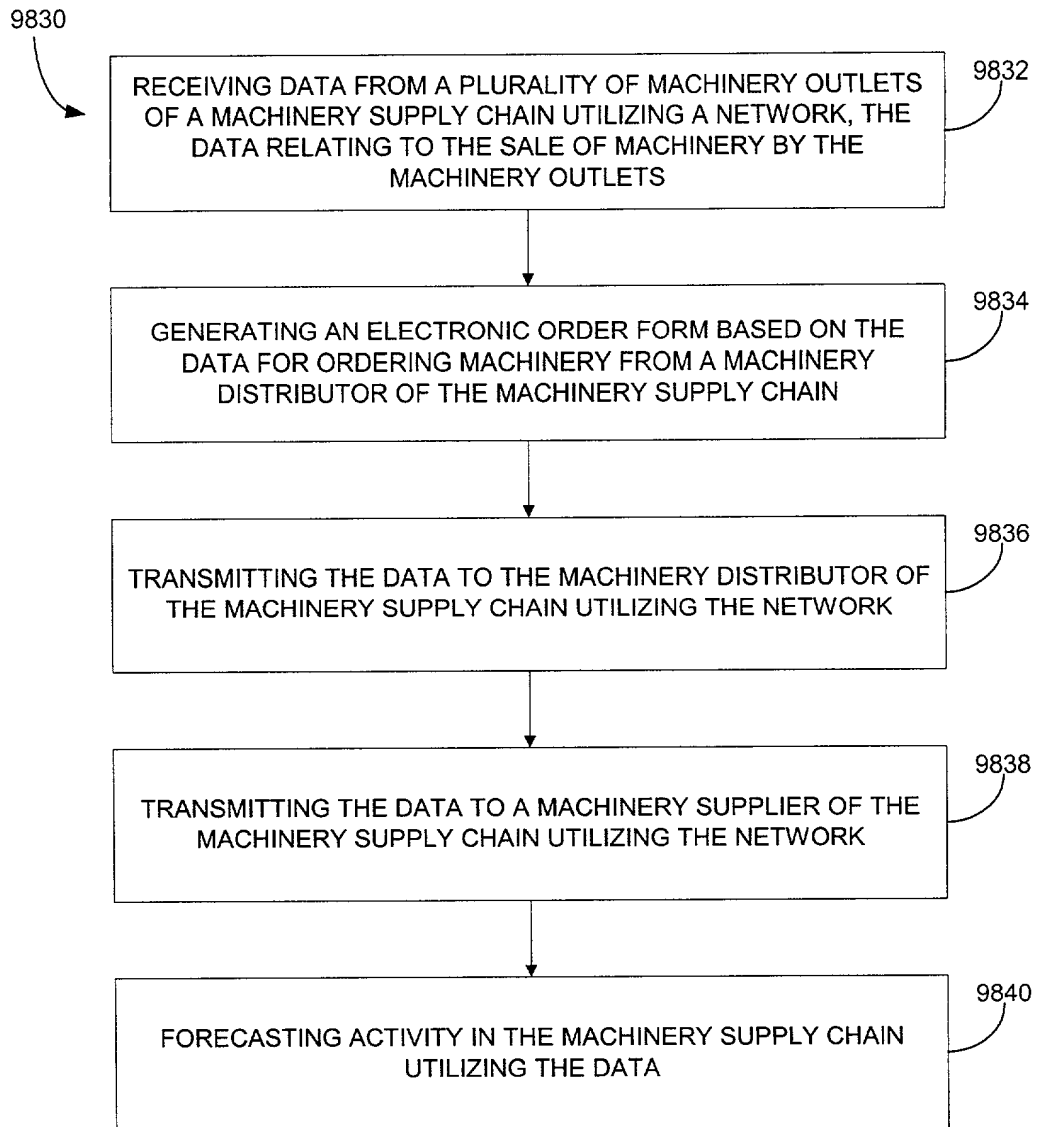 9830
RECEIVING DATA FROM A PLURALITY OF MACHINERY OUTLETS
OF A MACHINERY SUPPLY CHAIN UTILIZING A NETWORK, THE
DATA RELATING TO THE SALE OF MACHINERY BY THE
MACHINERY OUTLETS
9832
GENERATING AN ELECTRONIC ORDER FORM BASED ON THE
DATA FOR ORDERING MACHINERY FROM A MACHINERY
DISTRIBUTOR OF THE MACHINERY SUPPLY CHAIN
9834
TRANSMITTING THE DATA TO THE MACHINERY DISTRIBUTOR OF
THE MACHINERY SUPPLY CHAIN UTILIZING THE NETWORK
9836
TRANSMITTING THE DATA TO A MACHINERY SUPPLIER OF THE
MACHINERY SUPPLY CHAIN UTILIZING THE NETWORK
9838
FORECASTING ACTIVITY IN THE MACHINERY SUPPLY CHAIN
UTILIZING THE DATA
9840